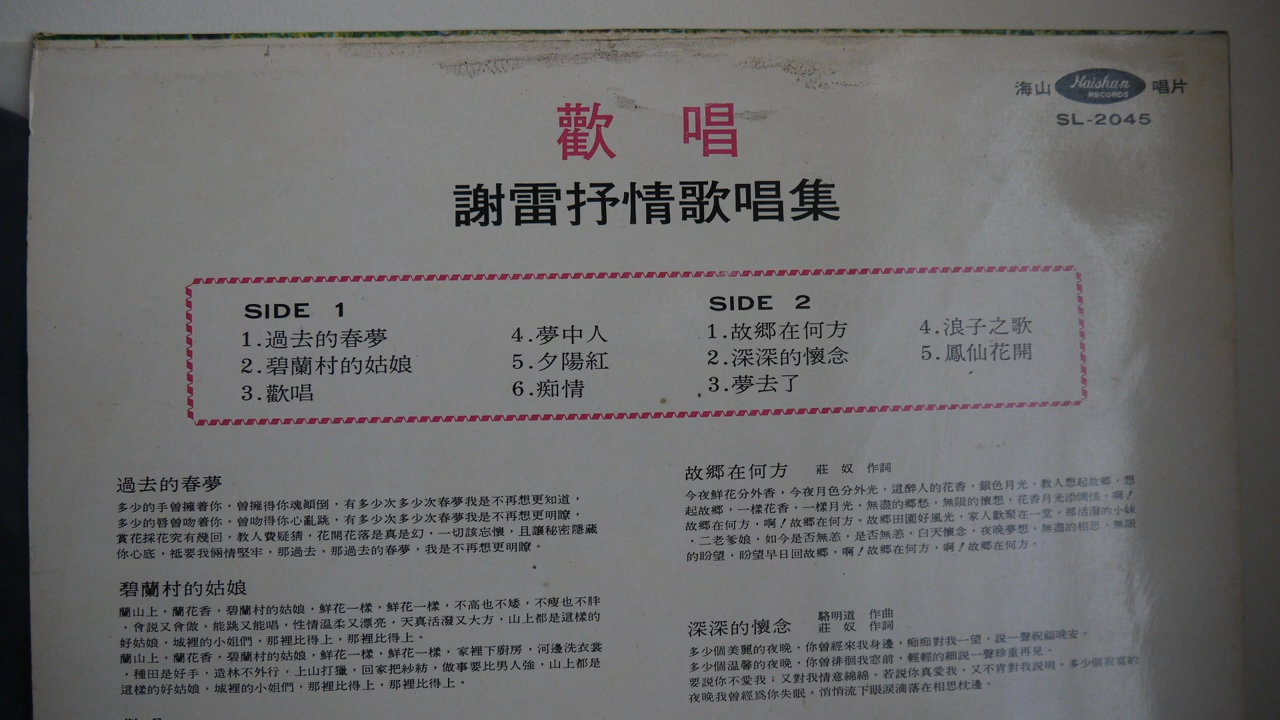 海山 Haishan RECORDS 唱片
SL-2045
歡唱
謝雷抒情歌唱集
SIDE 1
1.過去的春夢
2.碧蘭村的姑娘
3.歡唱
4.夢中人
5.夕陽紅
6.痴情
SIDE 2
1.故鄉在何方
2.深深的懷念
3.夢去了
4.浪子之歌
5.鳳仙花開
過去的春夢
多少的手曾擁着你，曾擁得你魂顛倒，有多少次多少次春夢我是不再想更知道，
多少的唇曾吻着你，曾吻得你心亂跳，有多少次多少次春夢我是不再想更明瞭，
賞花採花究有幾回，教人費疑猜，花開花落是真是幻，一切該忘懷，且讓秘密隱藏
你心底，祗要我倆情堅牢，那過去，那過去的春夢，我是不再想更明瞭。
碧蘭村的姑娘
蘭山上，蘭花香，碧蘭村的姑娘，鮮花一樣，鮮花一樣，不高也不矮，不瘦也不胖
，會説又會做，能跳又能唱，性情温柔又漂亮，天真活潑又大方，山上都是這樣的
好姑娘，城裡的小姐們，那裡比得上，那裡比得上。
蘭山上，蘭花香，碧蘭村的姑娘，鮮花一樣，鮮花一樣，家裡下廚房，河邊洗衣裳
，種田是好手，造林不外行，上山打獵，回家把紗紡，做事要比男人強，山上都是
這樣的好姑娘，城裡的小姐們，那裡比得上，那裡比得上。
故鄉在何方 莊奴 作詞
今夜鮮花分外香，今夜月色分外光，這醉人的花香，銀色月光，教人想起故鄉，想
起故鄉，一樣花香，一樣月光，無盡的鄉愁，無限的懷想，花香月光添惆悵，啊！
故鄉在何方，啊！故鄉在何方。故鄉田園好風光，家人歡聚在一堂。那活潑的小妹
，二老爹娘，如今是否無恙，是否無恙，白天懷念，夜晚夢想，無盡的相思，無限
的盼望，盼望早日回故鄉，啊！故鄉在何方，啊！故鄉在何方。
深深的懷念 駱明道 作曲
莊奴 作詞
多少個美麗的夜晚，你曾經來我身邊，痴痴對我一望，説一聲祝福晚安。
多少個温馨的夜晚，你曾徘徊我窓前，輕輕的細説一聲珍重再見。
要説你不愛我；又對我情意綿綿。若説你真愛我，又不肯對我説明。多少個寂寞的
夜晚我曾經爲你失眠，悄悄流下眼淚滴落在相思枕邊。